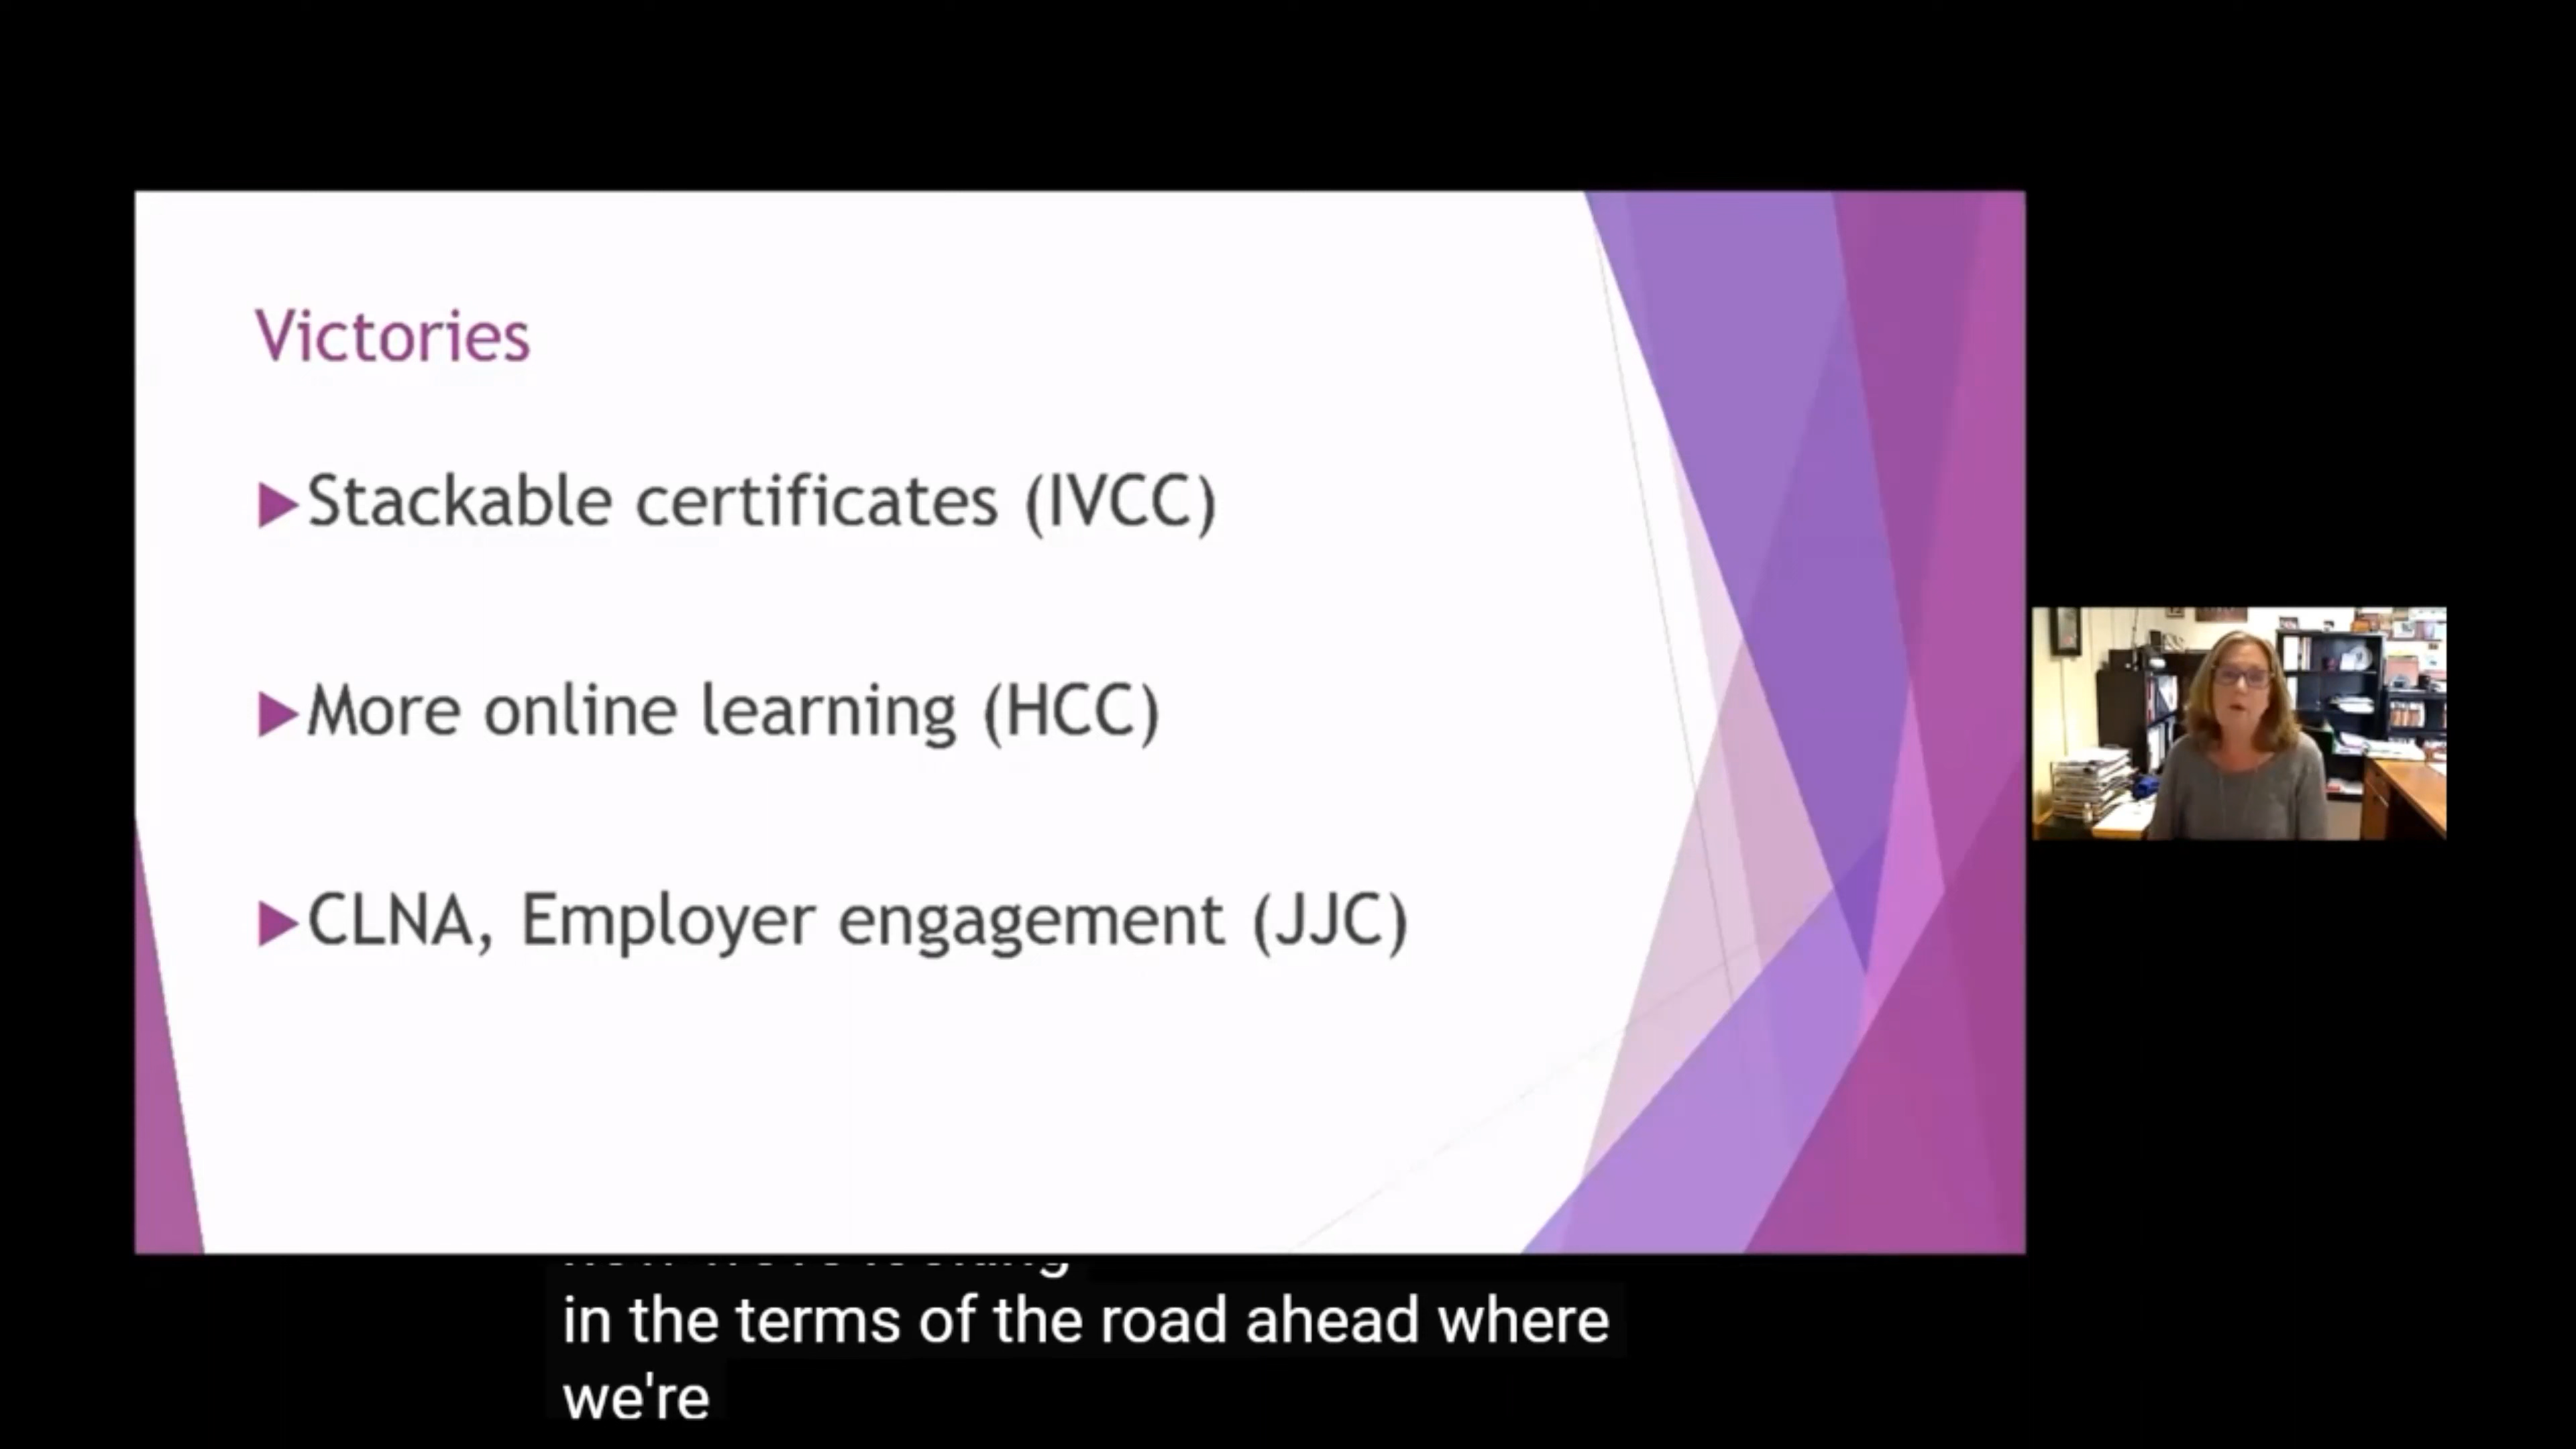 Victories
Stackable certificates (IVCC)
More online learning (HCC)
CLNA, Employer engagement (JJC)
in the terms of the road ahead where
we're